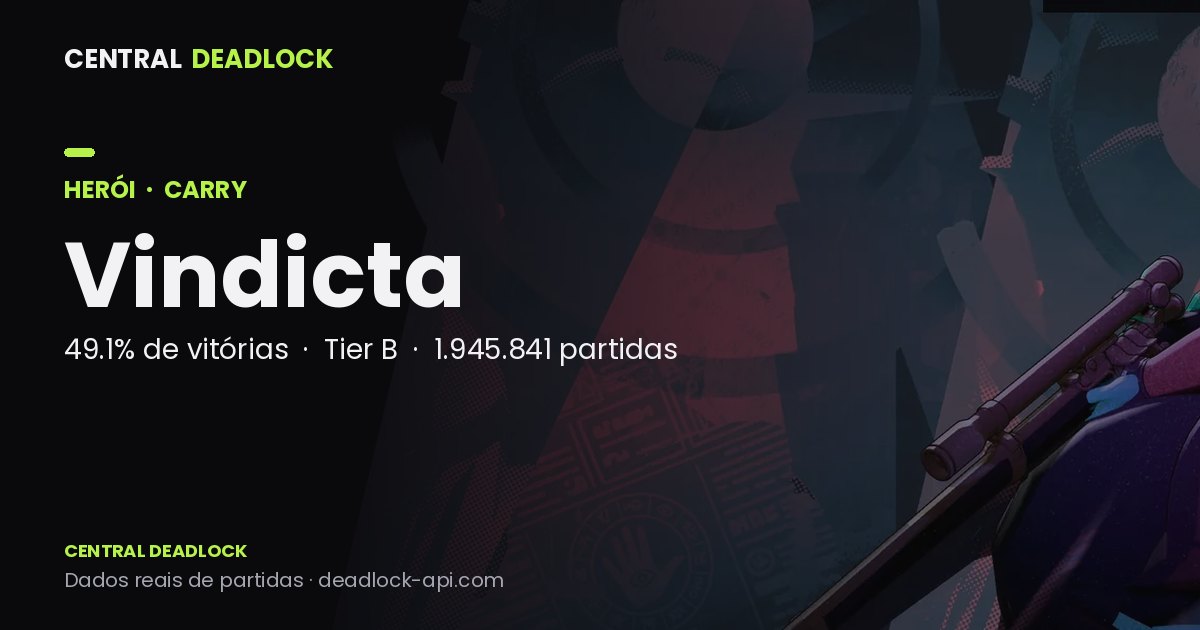 CENTRAL DEADLOCK
HERÓI · CARRY
Vindicta
49.1% de vitórias · Tier B · 1.945.841 partidas
CENTRAL DEADLOCK
Dados reais de partidas · deadlock-api.com